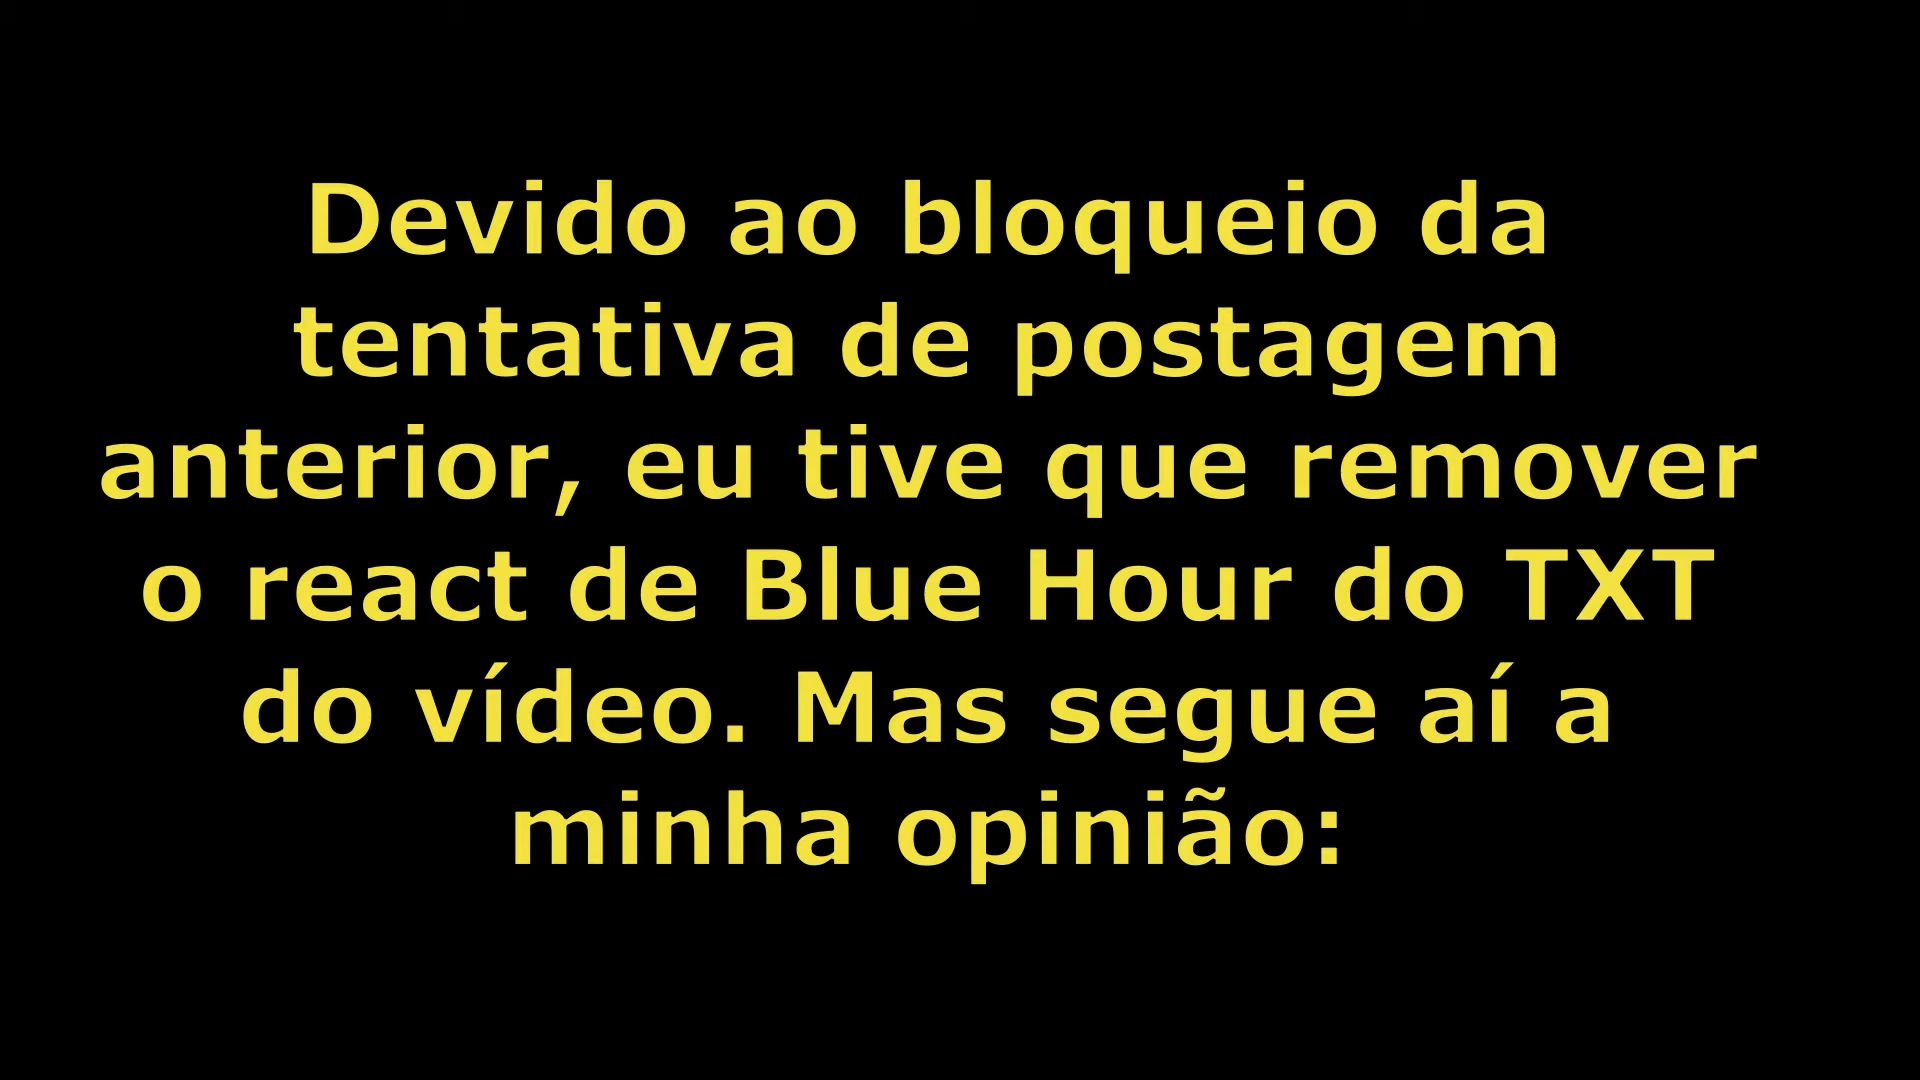 Devido ao bloqueio da
tentativa de postagem
anterior, eu tive que remover
o react de Blue Hour do TXT
do vídeo. Mas segue aí a
minha opinião: